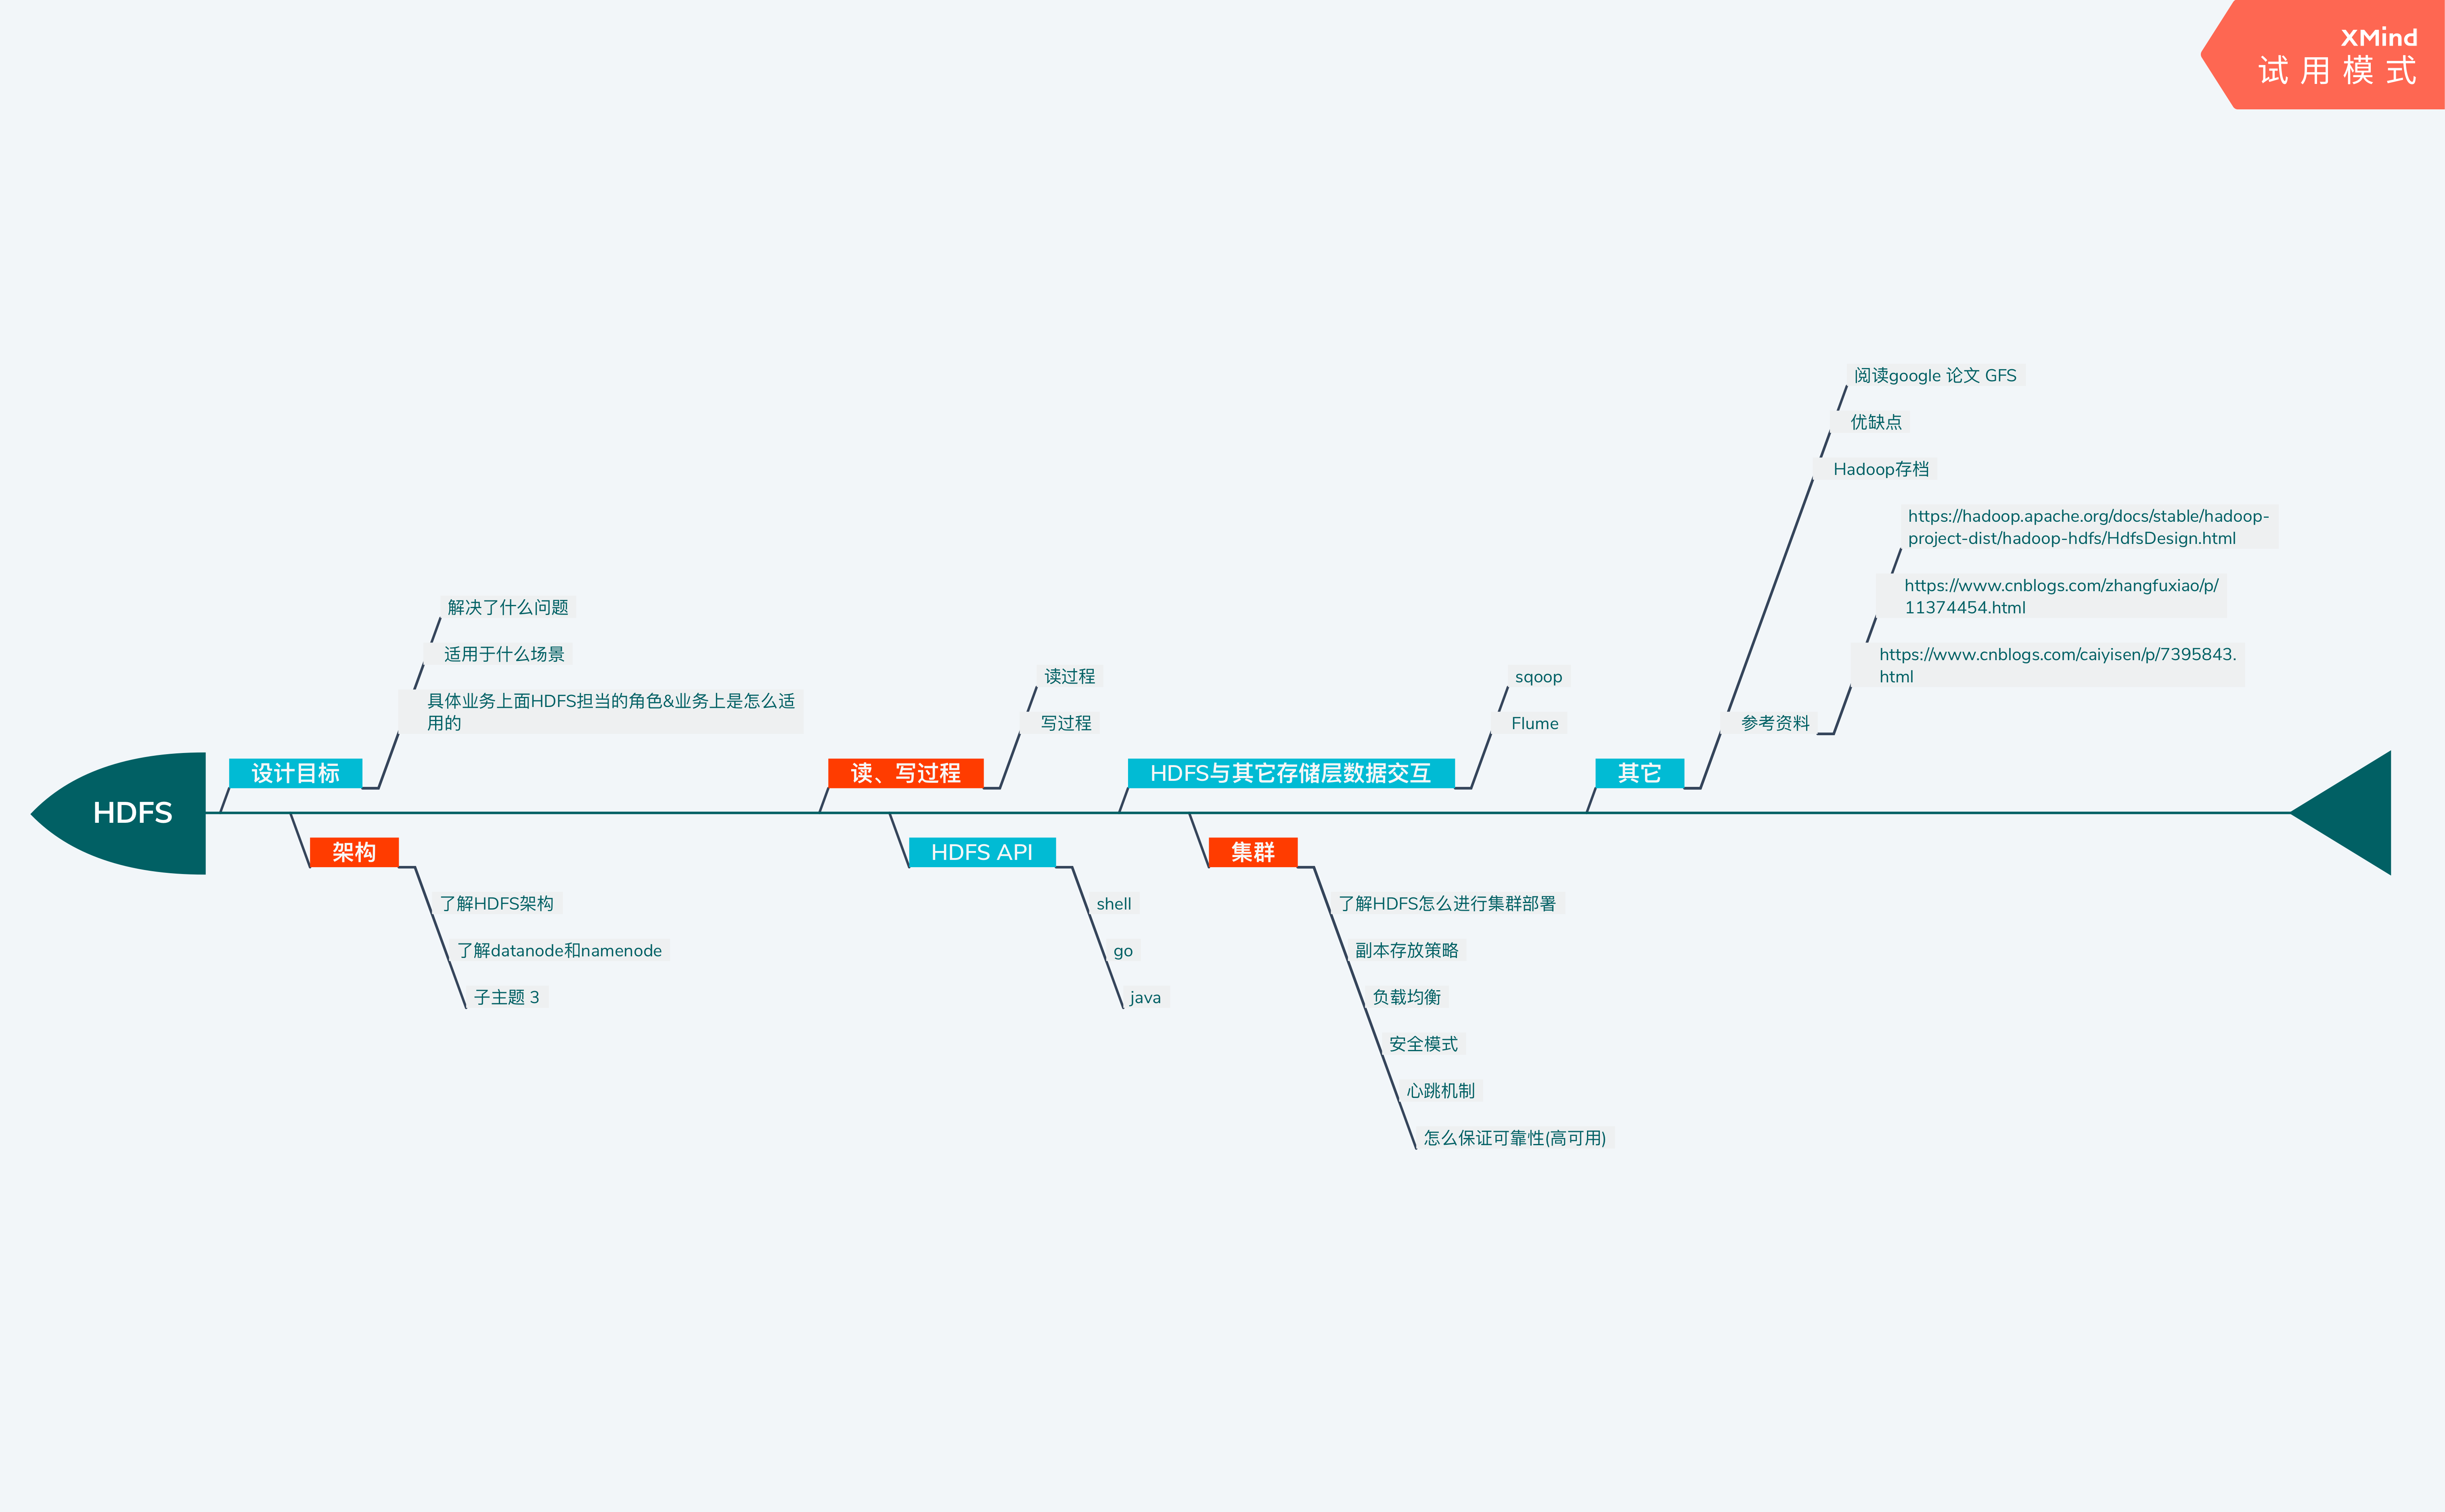 XMind
试用模式
HDFS
设计目标
解决了什么问题
适用于什么场景
具体业务上面HDFS担当的角色&业务上是怎么适
用的
架构
了解HDFS架构
了解datanode和namenode
子主题 3
读、写过程
读过程
写过程
HDFS API
shell
go
java
HDFS与其它存储层数据交互
sqoop
Flume
集群
了解HDFS怎么进行集群部署
副本存放策略
负载均衡
安全模式
心跳机制
怎么保证可靠性(高可用)
其它
阅读google 论文 GFS
优缺点
Hadoop存档
参考资料
https://hadoop.apache.org/docs/stable/hadoop-
project-dist/hadoop-hdfs/HdfsDesign.html
https://www.cnblogs.com/zhangfuxiao/p/
11374454.html
https://www.cnblogs.com/caiyisen/p/7395843.
html